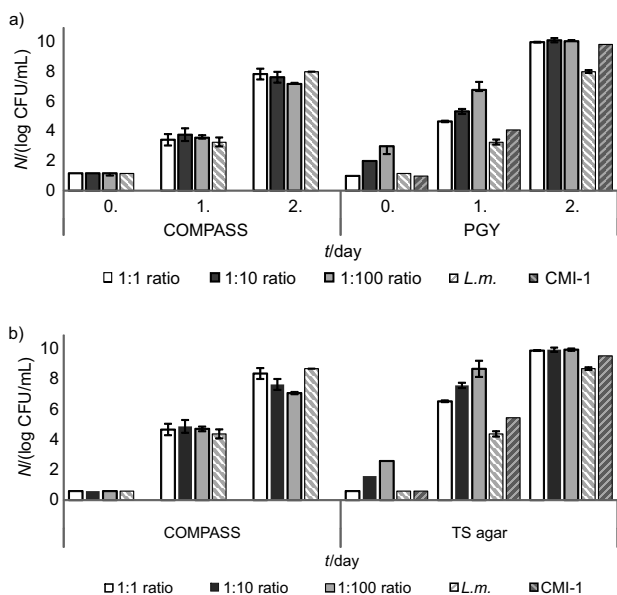 a)
N/(log CFU/mL)
10
8
6
4
2
0
0. 1. 2. 0. 1. 2.
COMPASS PGY
t/day
1:1 ratio 1:10 ratio 1:100 ratio L.m. CMI-1
b)
N/(log CFU/mL)
10
8
6
4
2
0
COMPASS TS agar
t/day
1:1 ratio 1:10 ratio 1:100 ratio L.m. CMI-1